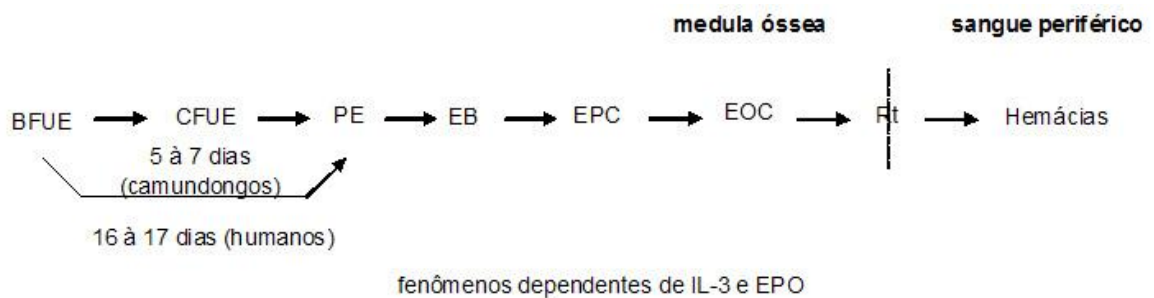 medula óssea sangue periférico
BFUE CFUE PE EB EPC EOC Rt Hemácias
5 à 7 dias
(camundongos)
16 à 17 dias (humanos)
fenômenos dependentes de IL-3 e EPO